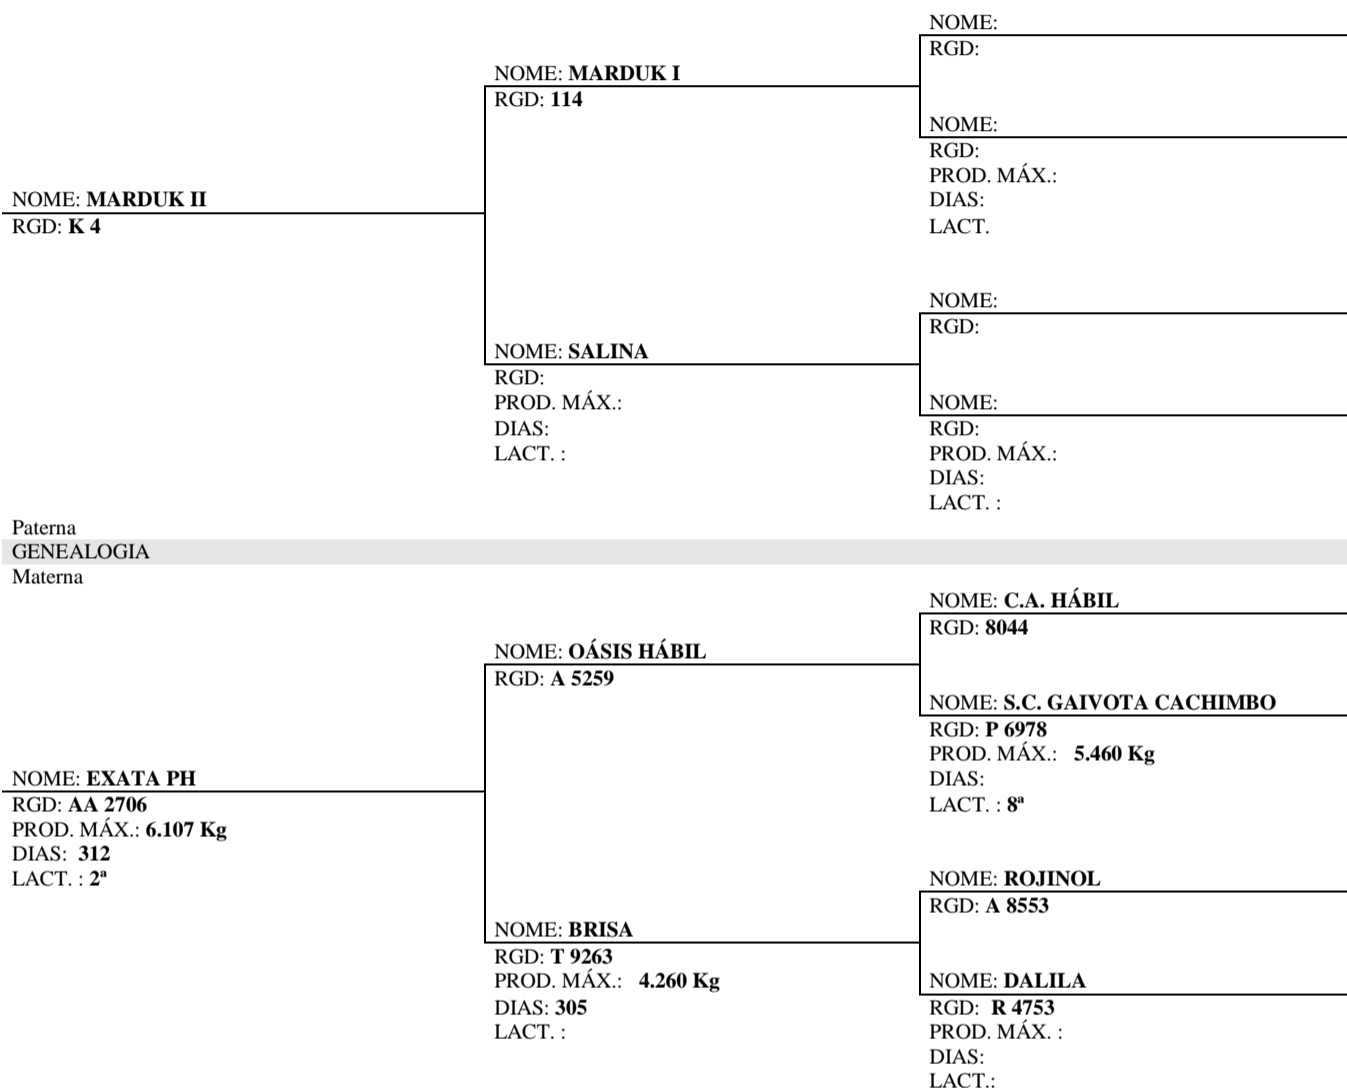 NOME:
RGD:
NOME: MARDUK I
RGD: 114
NOME:
RGD:
PROD. MÁX.:
DIAS:
LACT.
NOME: MARDUK II
RGD: K 4
NOME:
RGD:
NOME: SALINA
RGD:
PROD. MÁX.:
DIAS:
LACT. :
NOME:
RGD:
PROD. MÁX.:
DIAS:
LACT. :
Paterna
GENEALOGIA
Materna
NOME: C.A. HÁBIL
RGD: 8044
NOME: OÁSIS HÁBIL
RGD: A 5259
NOME: S.C. GAIVOTA CACHIMBO
RGD: P 6978
PROD. MÁX.: 5.460 Kg
DIAS:
LACT. : 8ª
NOME: EXATA PH
RGD: AA 2706
PROD. MÁX.: 6.107 Kg
DIAS: 312
LACT. : 2ª
NOME: ROJINOL
RGD: A 8553
NOME: BRISA
RGD: T 9263
PROD. MÁX.: 4.260 Kg
DIAS: 305
LACT. :
NOME: DALILA
RGD: R 4753
PROD. MÁX. :
DIAS:
LACT.: